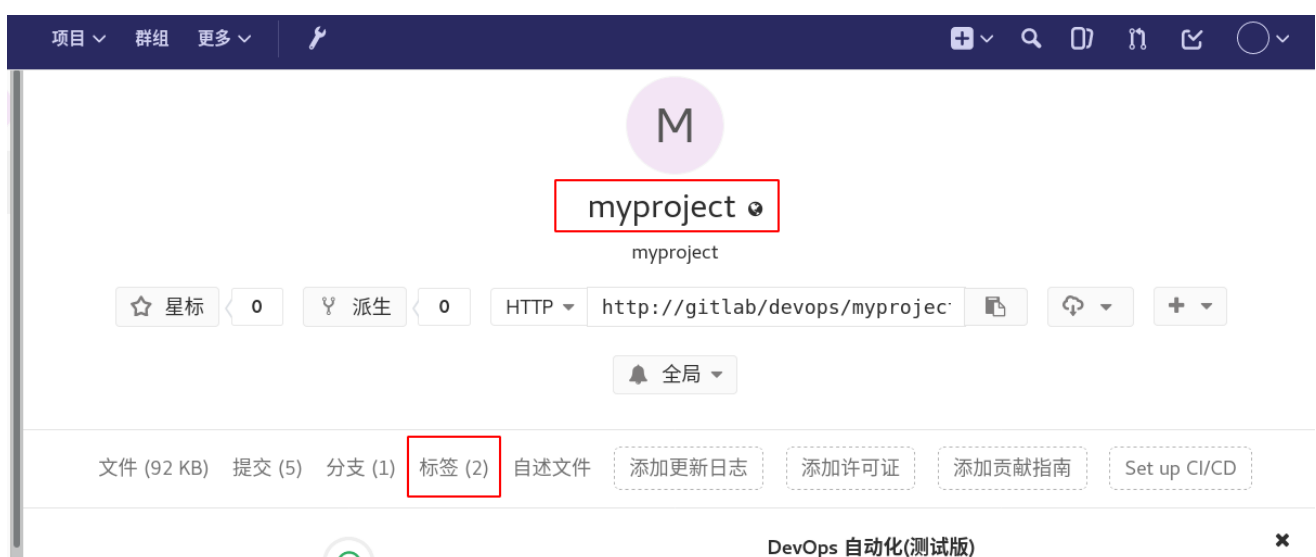 项目 群组 更多
M
myproject
myproject
星标 0 派生 0 HTTP http://gitlab/devops/myprojec
全局
文件 (92 KB) 提交 (5) 分支 (1) 标签 (2) 自述文件 添加更新日志 添加许可证 添加贡献指南 Set up CI/CD
DevOps 自动化(测试版)